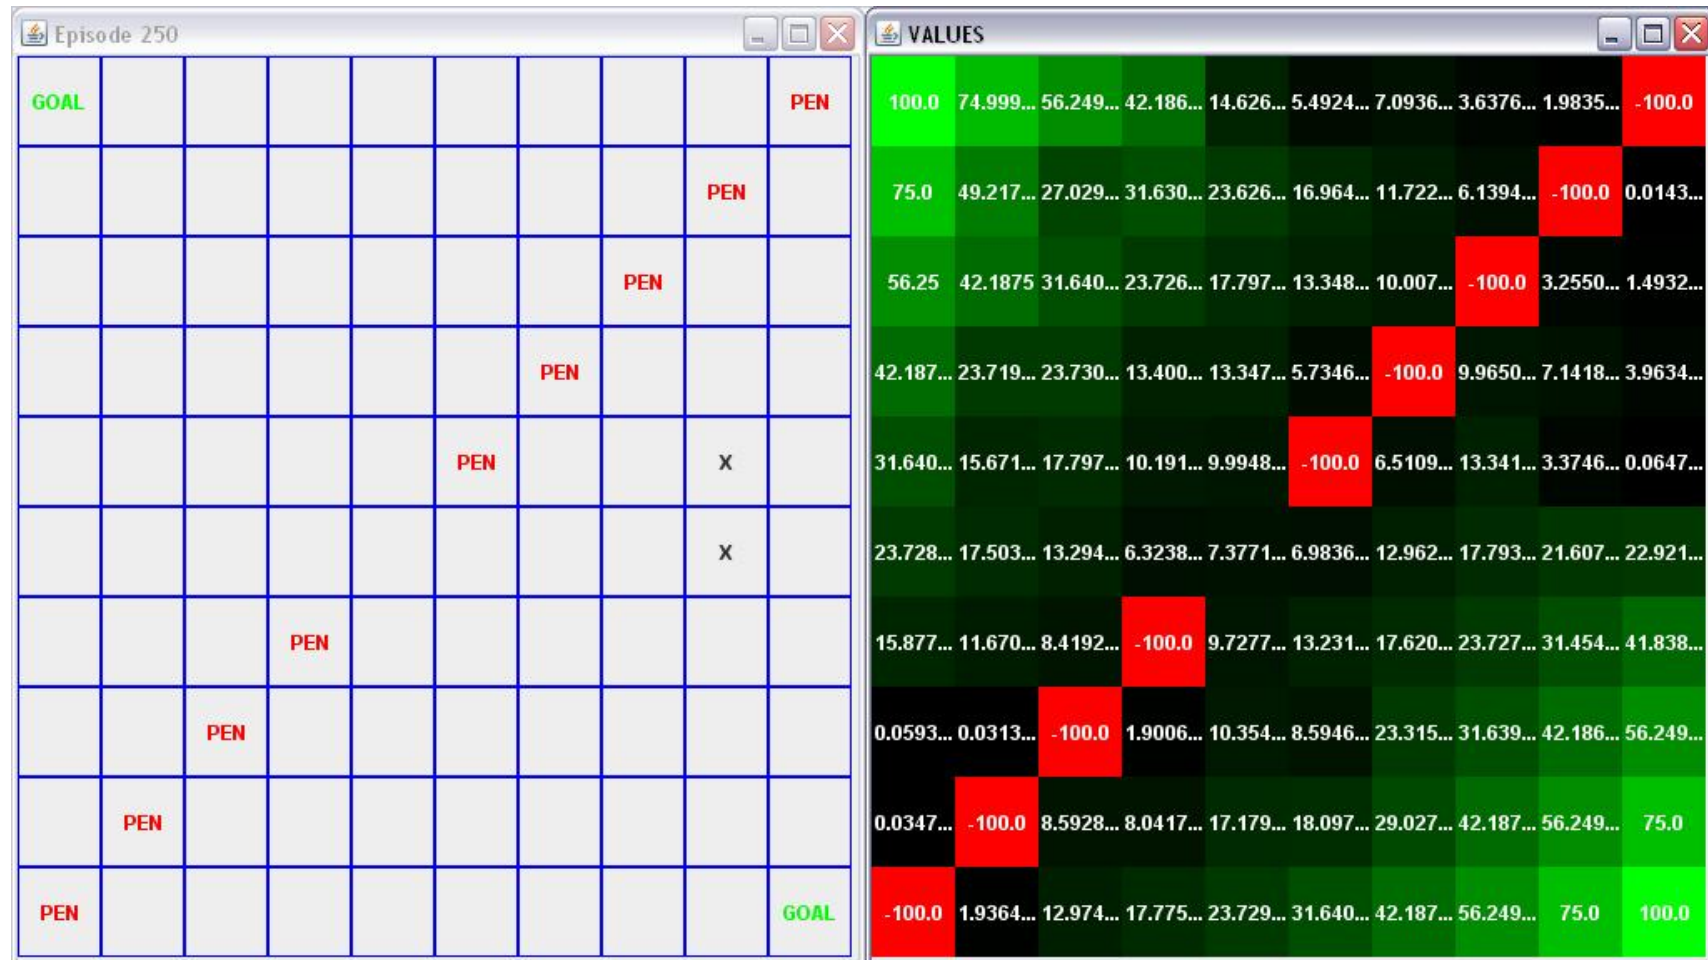 Episode 250
VALUES
GOAL PEN
100.0 74.999... 56.249... 42.186... 14.626... 5.4924... 7.0936... 3.6376... 1.9835... -100.0
PEN
75.0 49.217... 27.029... 31.630... 23.626... 16.964... 11.722... 6.1394... -100.0 0.0143...
PEN
56.25 42.1875 31.640... 23.726... 17.797... 13.348... 10.007... -100.0 3.2550... 1.4932...
PEN
42.187... 23.719... 23.730... 13.400... 13.347... 5.7346... -100.0 9.9650... 7.1418... 3.9634...
PEN X
31.640... 15.671... 17.797... 10.191... 9.9948... -100.0 6.5109... 13.341... 3.3746... 0.0647...
X
23.728... 17.503... 13.294... 6.3238... 7.3771... 6.9836... 12.962... 17.793... 21.607... 22.921...
PEN
15.877... 11.670... 8.4192... -100.0 9.7277... 13.231... 17.620... 23.727... 31.454... 41.838...
PEN
0.0593... 0.0313... -100.0 1.9006... 10.354... 8.5946... 23.315... 31.639... 42.186... 56.249...
PEN
0.0347... -100.0 8.5928... 8.0417... 17.179... 18.097... 29.027... 42.187... 56.249... 75.0
PEN GOAL
-100.0 1.9364... 12.974... 17.775... 23.729... 31.640... 42.187... 56.249... 75.0 100.0